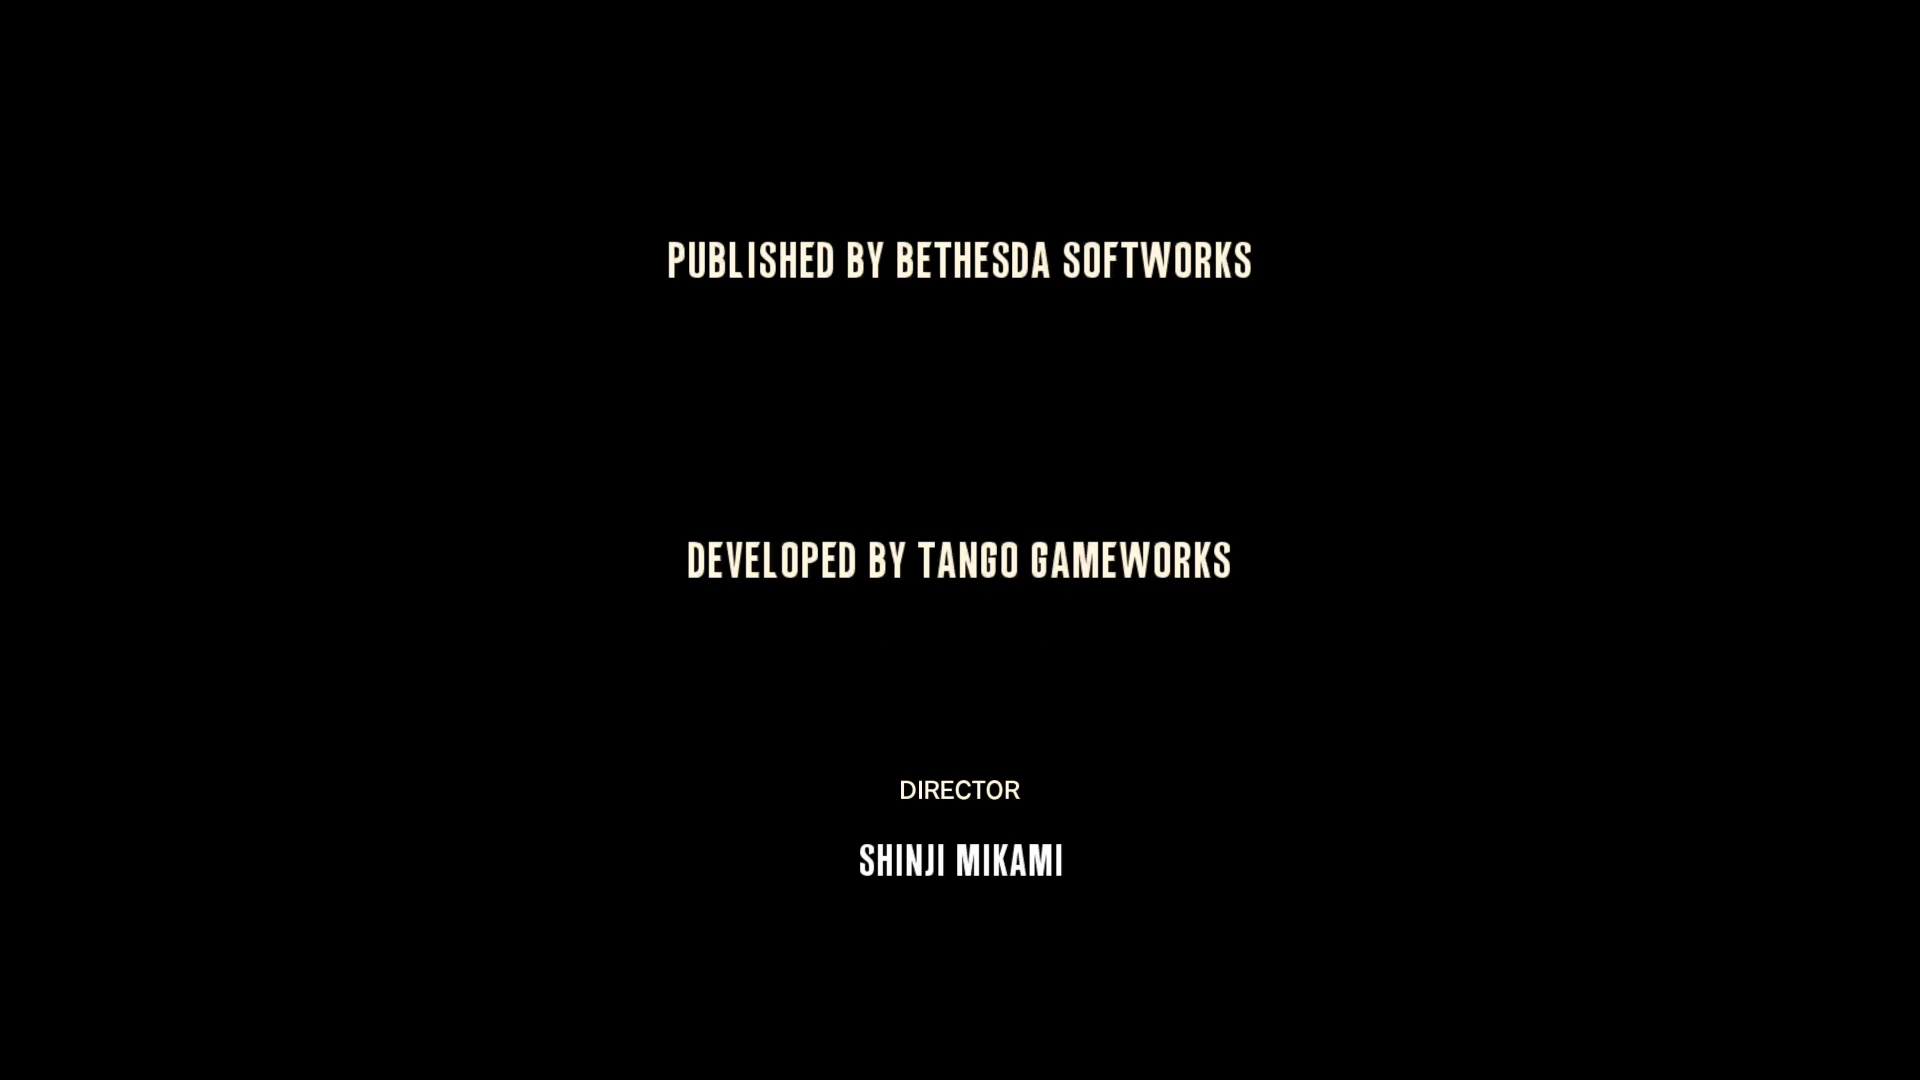 PUBLISHED BY BETHESDA SOFTWORKS
DEVELOPED BY TANGO GAMEWORKS
DIRECTOR
SHINJI MIKAMI